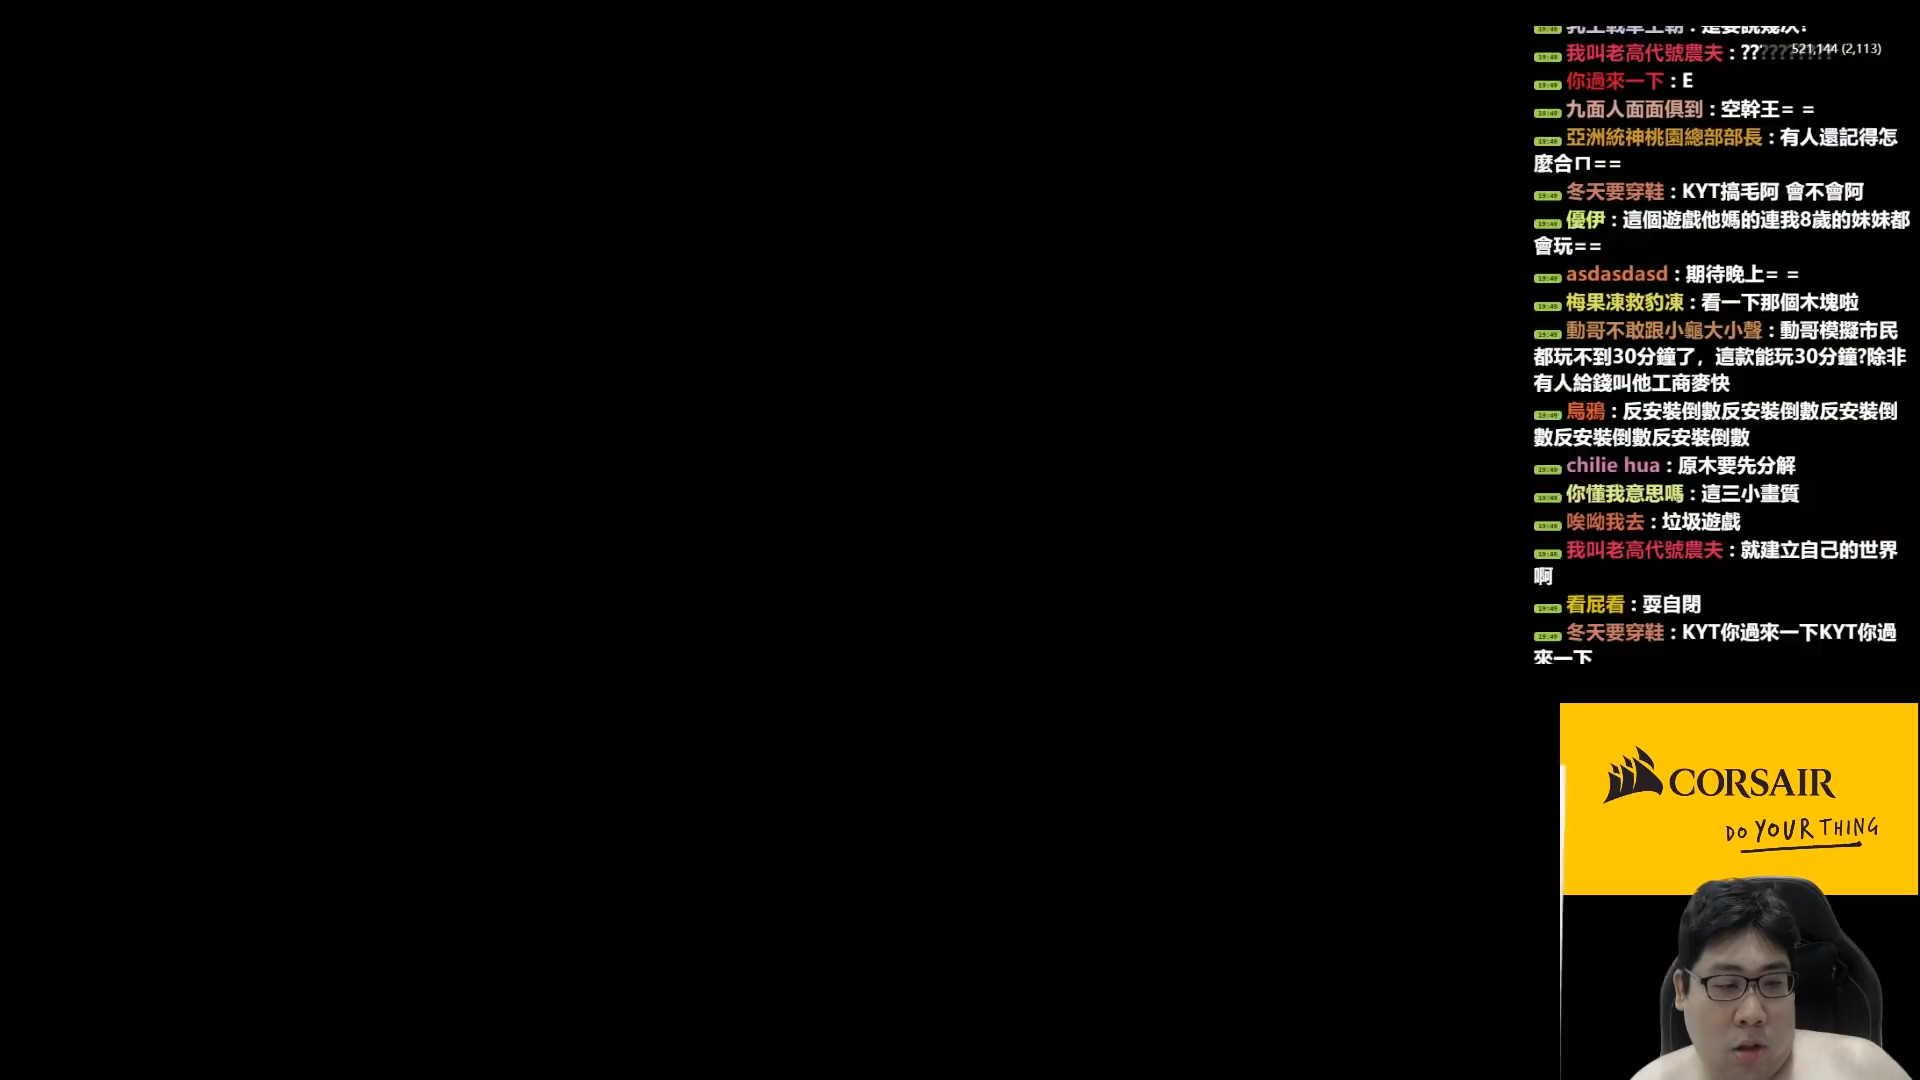 我叫老高代號農夫 : ??????????
521,144 (2,113)
你過來一下 : E
九面人面面俱到 : 空幹王= =
亞洲統神桃園總部部長 : 有人還記得怎
麼合ㄇ==
冬天要穿鞋 : KYT搞毛阿 會不會阿
優伊 : 這個遊戲他媽的連我8歲的妹妹都
會玩==
asdasdasd : 期待晚上= =
梅果凍救豹凍 : 看一下那個木塊啦
動哥不敢跟小龜大小聲 : 動哥模擬市民
都玩不到30分鐘了，這款能玩30分鐘?除非
有人給錢叫他工商麥快
烏鴉 : 反安裝倒數反安裝倒數反安裝倒
數反安裝倒數反安裝倒數
chilie hua : 原木要先分解
你懂我意思嗎 : 這三小畫質
唉呦我去 : 垃圾遊戲
我叫老高代號農夫 : 就建立自己的世界
啊
看屁看 : 耍自閉
冬天要穿鞋 : KYT你過來一下KYT你過
來一下
CORSAIR
DO YOUR THING